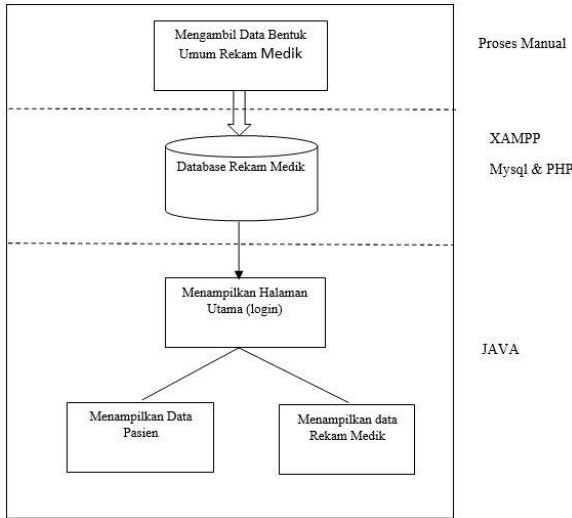 Mengambil Data Bentuk
Umum Rekam Medik
Proses Manual
Database Rekam Medik
XAMPP
Mysql & PHP
Menampilkan Halaman
Utama (login)
JAVA
Menampilkan Data
Pasien
Menampilkan data
Rekam Medik